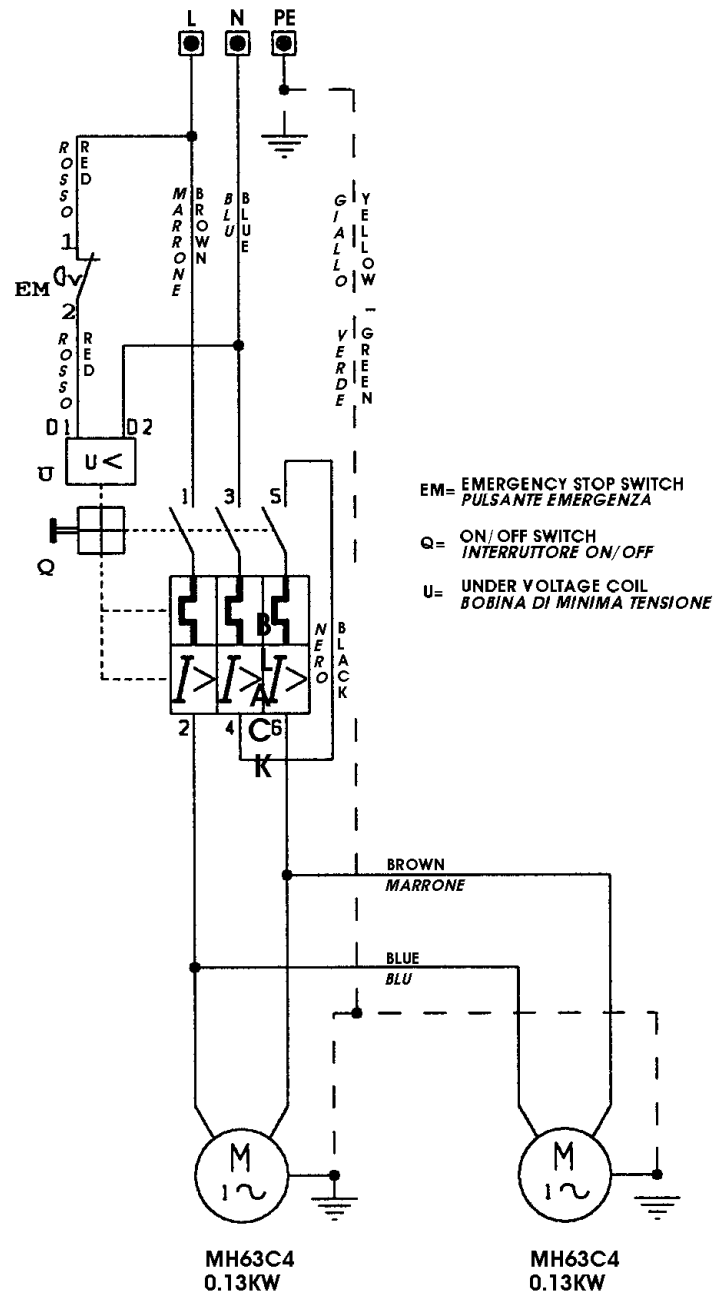 L N PE
ROSSO
RED
MARRONE
BROWN
BLU
BLUE
GIALLO VERDE
YELLOW - GREEN
1
EM
2
ROSSO
RED
D1 D2
U
U<
Q
1 3 5
EM= EMERGENCY STOP SWITCH
PULSANTE EMERGENZA
Q= ON/OFF SWITCH
INTERRUTTORE ON/OFF
U= UNDER VOLTAGE COIL
BOBINA DI MINIMA TENSIONE
BLACK
NERO
BLACK
I> I> I>
2 4 6
BROWN
MARRONE
BLUE
BLU
M
1~
M
1~
MH63C4
0.13KW
MH63C4
0.13KW